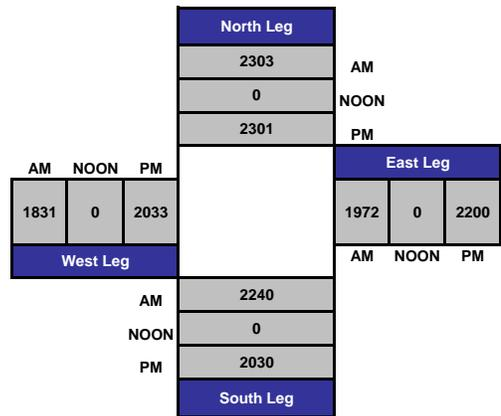 North Leg
2303 AM
0 NOON
2301 PM
AM NOON PM
East Leg
1831 0 2033
1972 0 2200
West Leg
AM NOON PM
AM 2240
NOON 0
PM 2030
South Leg